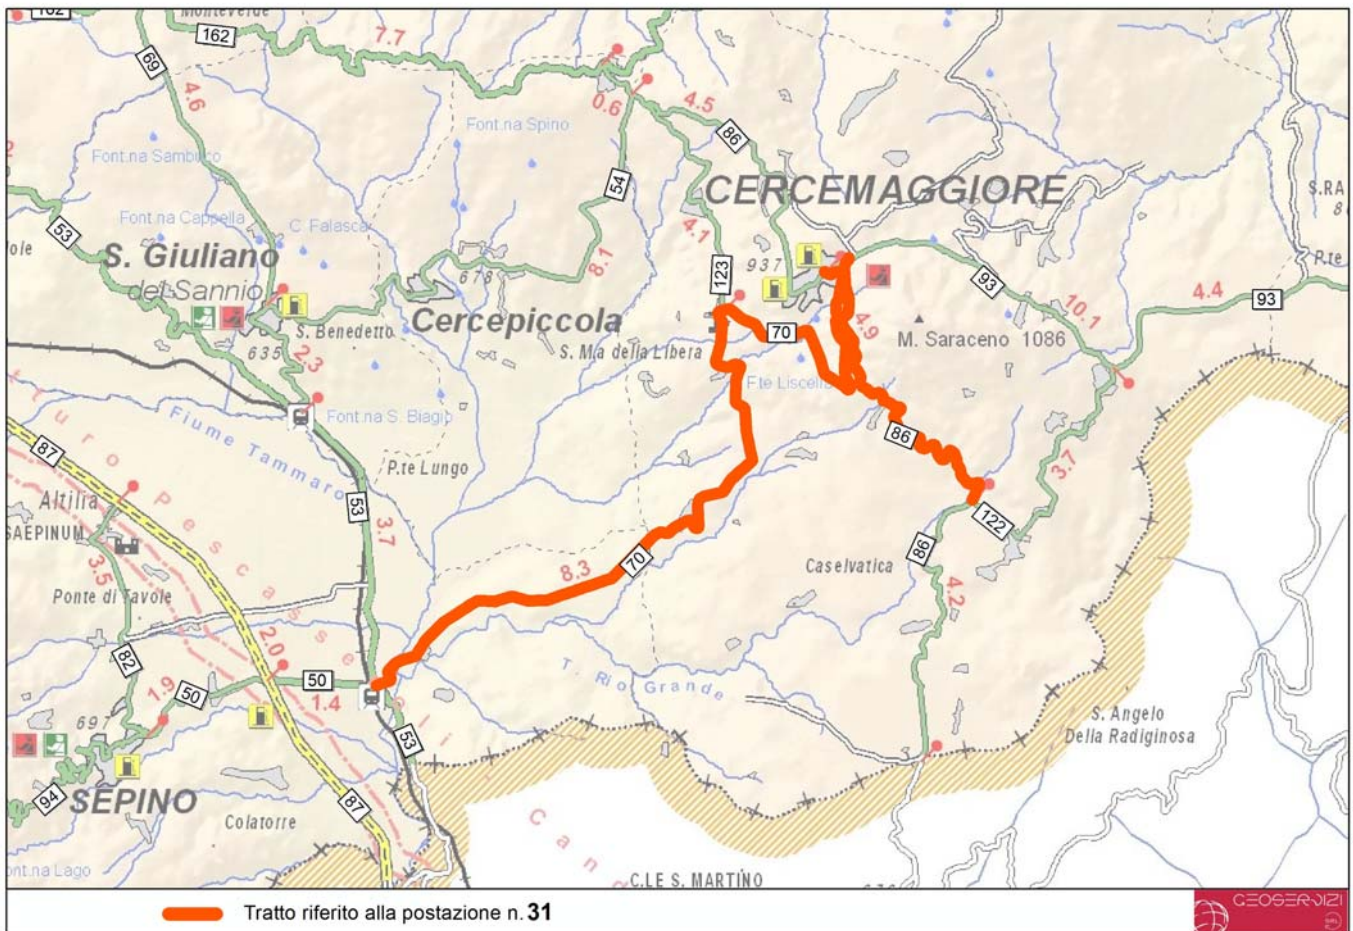 162
Monteverde
162
7.7
69
4.6
0.6
4.5
86
Font.na Spino
Font.na Sambuco
54
CERCEMAGGIORE
S.RA
Font.na Cappella
C. Falasca
53
4.1
8.1
S. Giuliano
del Sannio
678
123
937
P.te
93
4.4
93
10.1
Cercepiccola
S. Benedetto
635
2.3
S. M.a della Libera
70
4.9
M. Saraceno 1086
F.te Liscella
Font.na S. Biagio
Fiume Tammaro
87
P.te Lungo
86
3.7
Altilia
SAEPINUM
53
3.7
122
86
3.5
Ponte di Tavole
8.3
70
Caselvatica
4.2
82
2.0
50
1.4
1.9
50
T. Rio Grande
697
53
S. Angelo
Della Radiginosa
94
SEPINO
87
Colatorre
ont.na Lago
C.LE S. MARTINO
Tratto riferito alla postazione n. 31
GEOSERVIZI